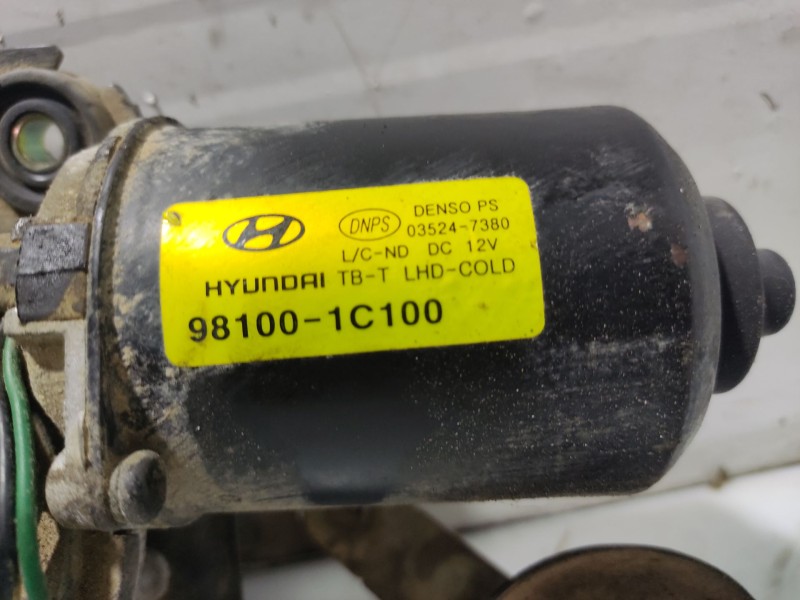 DNPS DENSO PS
03524-7380
L/C-ND DC 12V
HYUNDAI TB-T LHD-COLD
98100-1C100